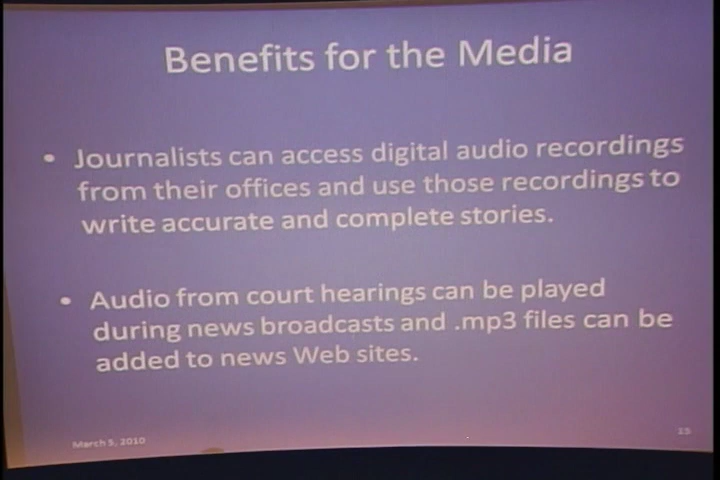 Benefits for the Media
• Journalists can access digital audio recordings
from their offices and use those recordings to
write accurate and complete stories.
• Audio from court hearings can be played
during news broadcasts and .mp3 files can be
added to news Web sites.
March 5, 2010